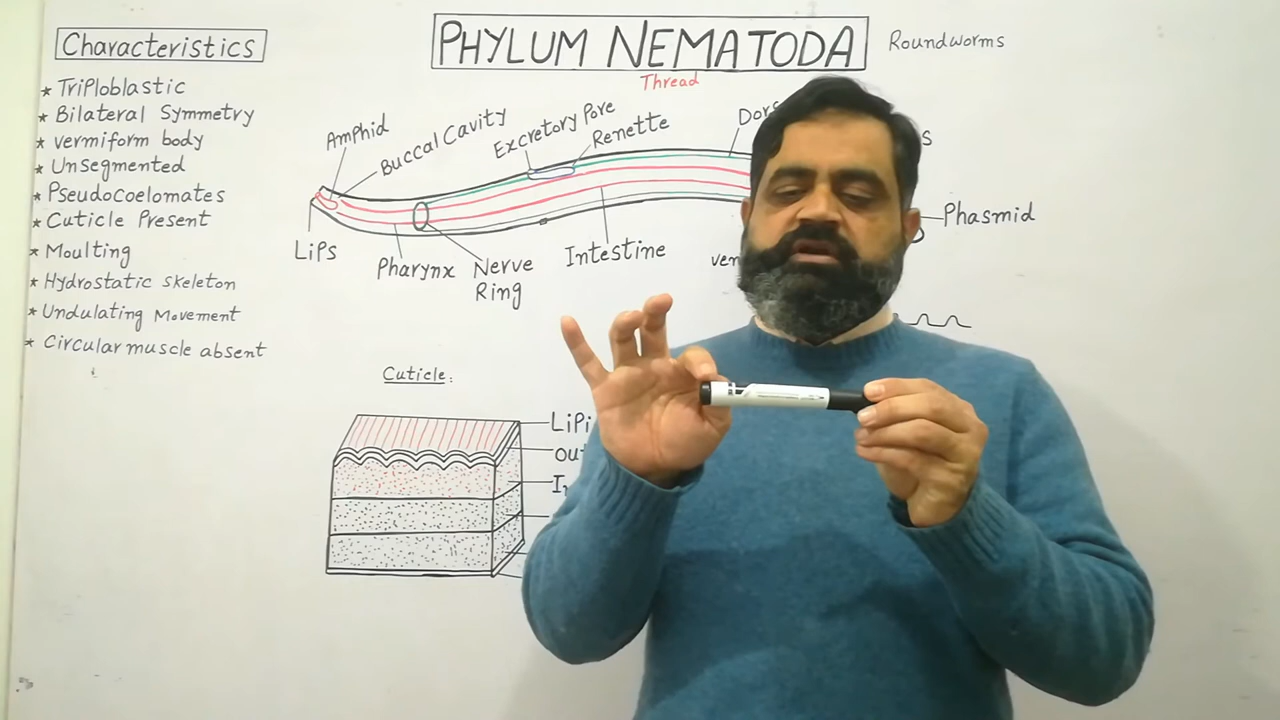 Characteristics
* TriPloblastic
* Bilateral Symmetry
* vermiform body
* Unsegmented
* PseudoCoelomates
* Cuticle Present
* Moulting
* Hydrostatic Skeleton
* Undulating Movement
* Circular muscle absent
PHYLUM NEMATODA
Roundworms
Thread
Amphid
Buccal Cavity
Excretory Pore
Renette
Phasmid
Lips
Pharynx
Nerve
Ring
Intestine
Cuticle: